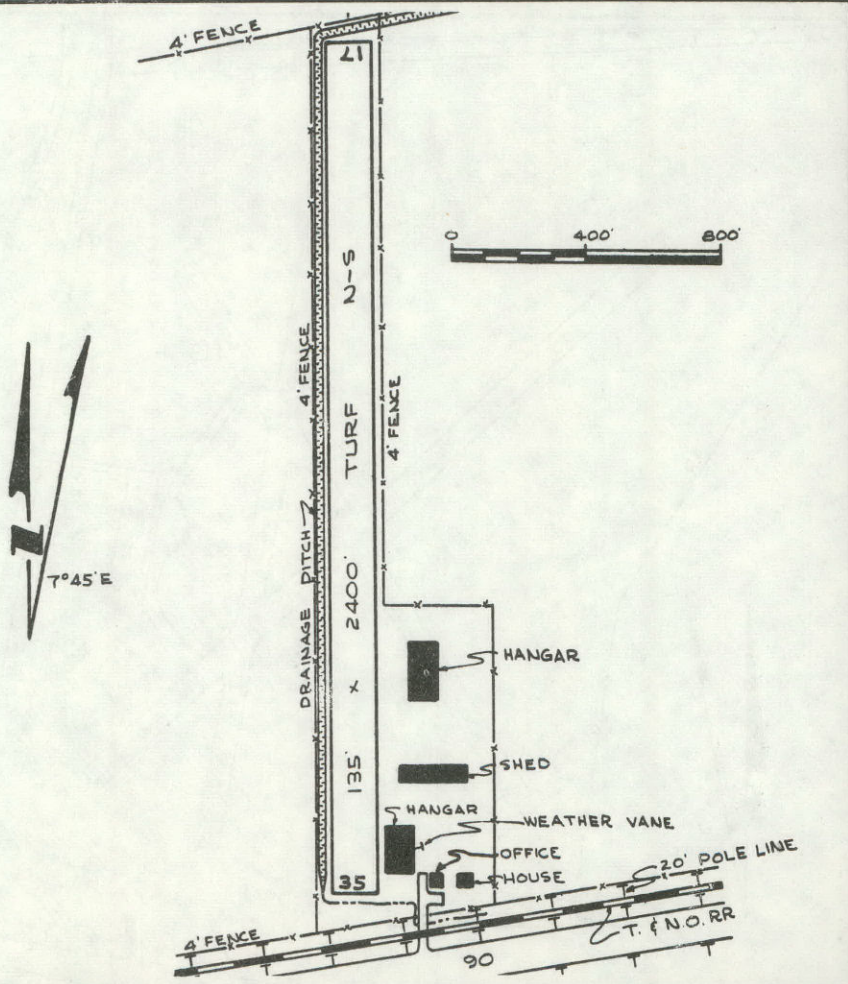 4' FENCE
17
0 400' 800'
135' x 2400' TURF N-S
4' FENCE
4' FENCE
DRAINAGE DITCH
N
7°45'E
HANGAR
SHED
HANGAR
WEATHER VANE
OFFICE
20' POLE LINE
35
HOUSE
T. & N.O. RR
4' FENCE
90